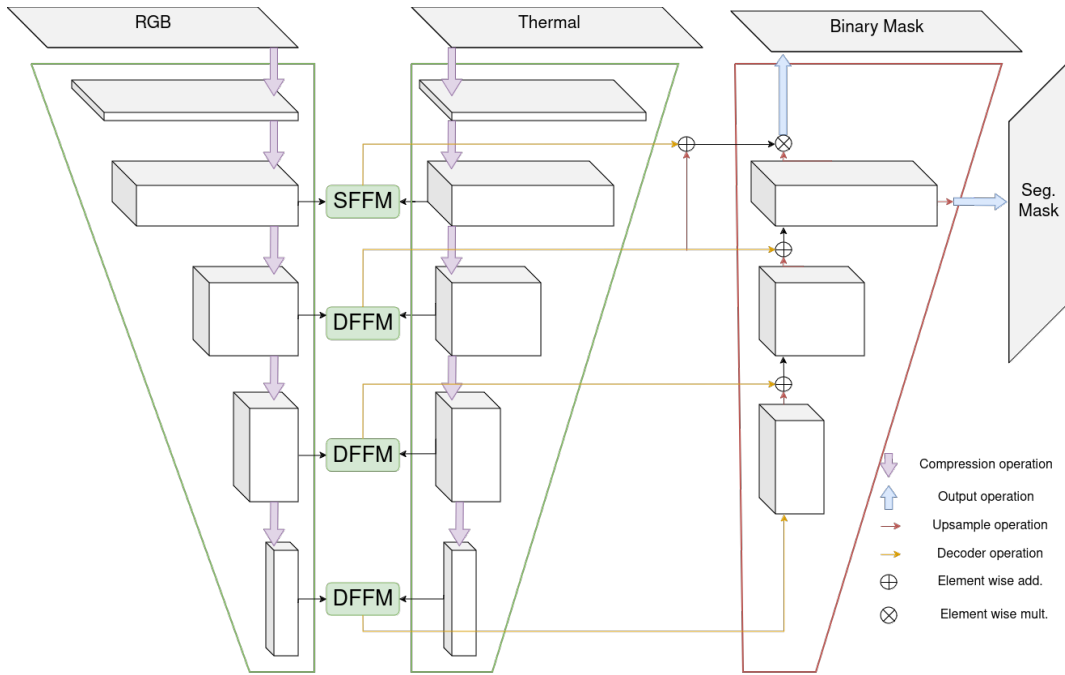 RGB
Thermal
Binary Mask
Seg.
Mask
SFFM
DFFM
DFFM
DFFM
Compression operation
Output operation
Upsample operation
Decoder operation
Element wise add.
Element wise mult.